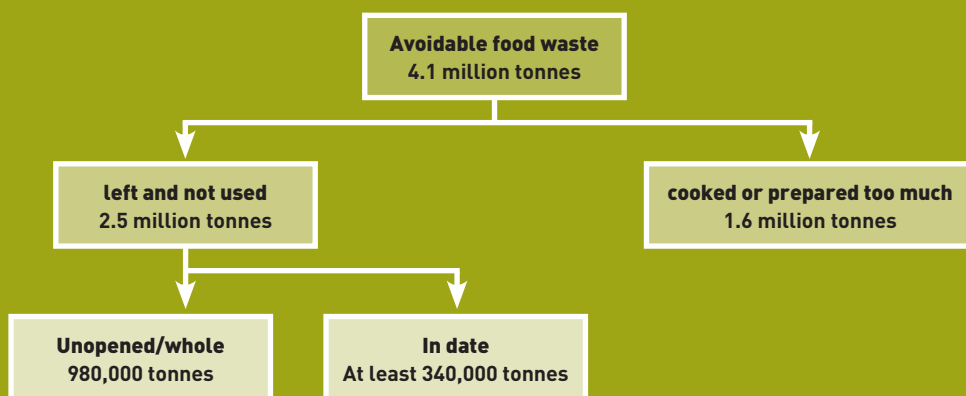 Avoidable food waste
4.1 million tonnes
left and not used
2.5 million tonnes
cooked or prepared too much
1.6 million tonnes
Unopened/whole
980,000 tonnes
In date
At least 340,000 tonnes